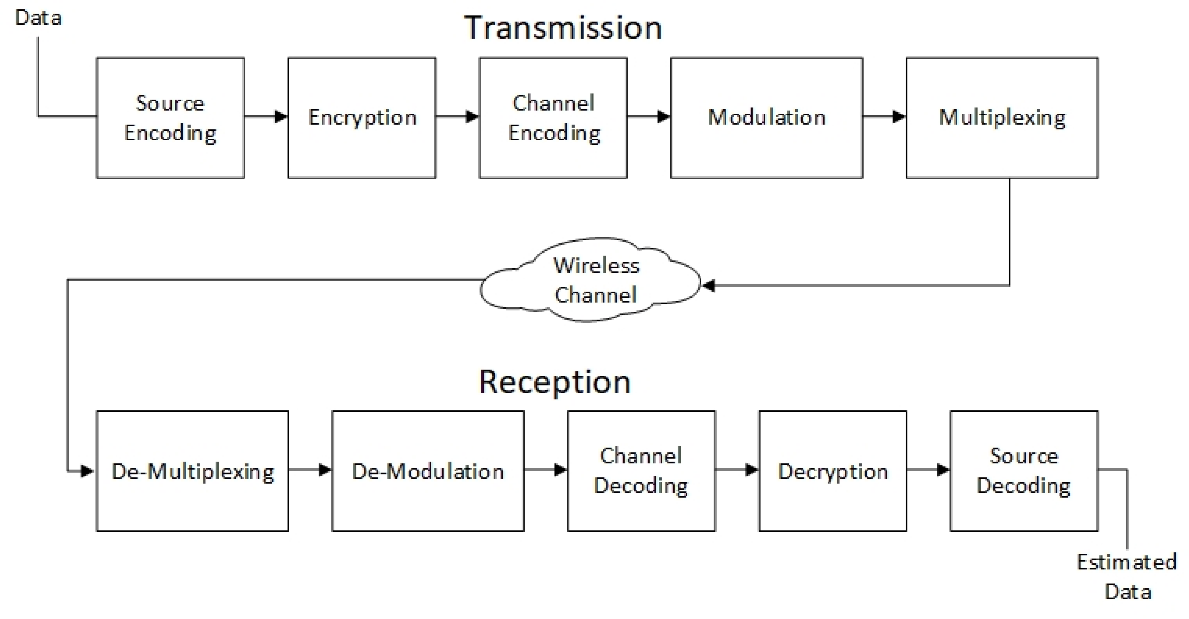 Data
Transmission
Source
Encoding
Encryption
Channel
Encoding
Modulation
Multiplexing
Wireless
Channel
Reception
De-Multiplexing
De-Modulation
Channel
Decoding
Decryption
Source
Decoding
Estimated
Data